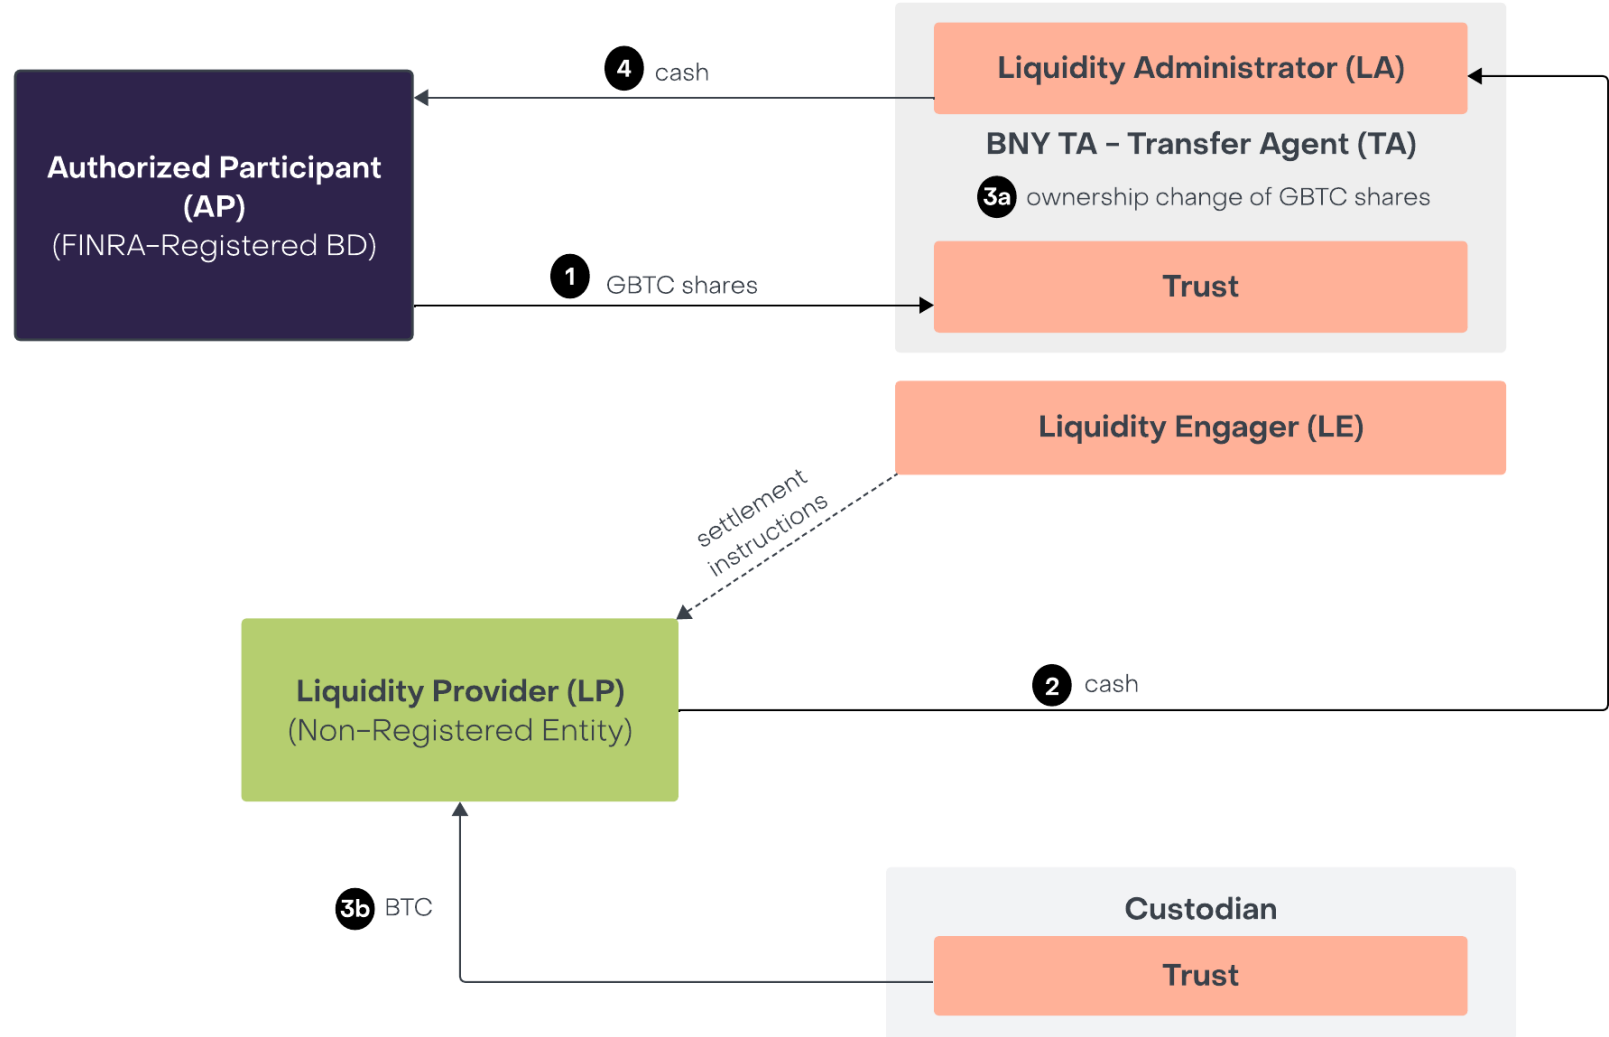 4 cash
Liquidity Administrator (LA)
Authorized Participant
(AP)
(FINRA-Registered BD)
BNY TA - Transfer Agent (TA)
3a ownership change of GBTC shares
1 GBTC shares
Trust
Liquidity Engager (LE)
settlement
instructions
Liquidity Provider (LP)
(Non-Registered Entity)
2 cash
3b BTC
Custodian
Trust